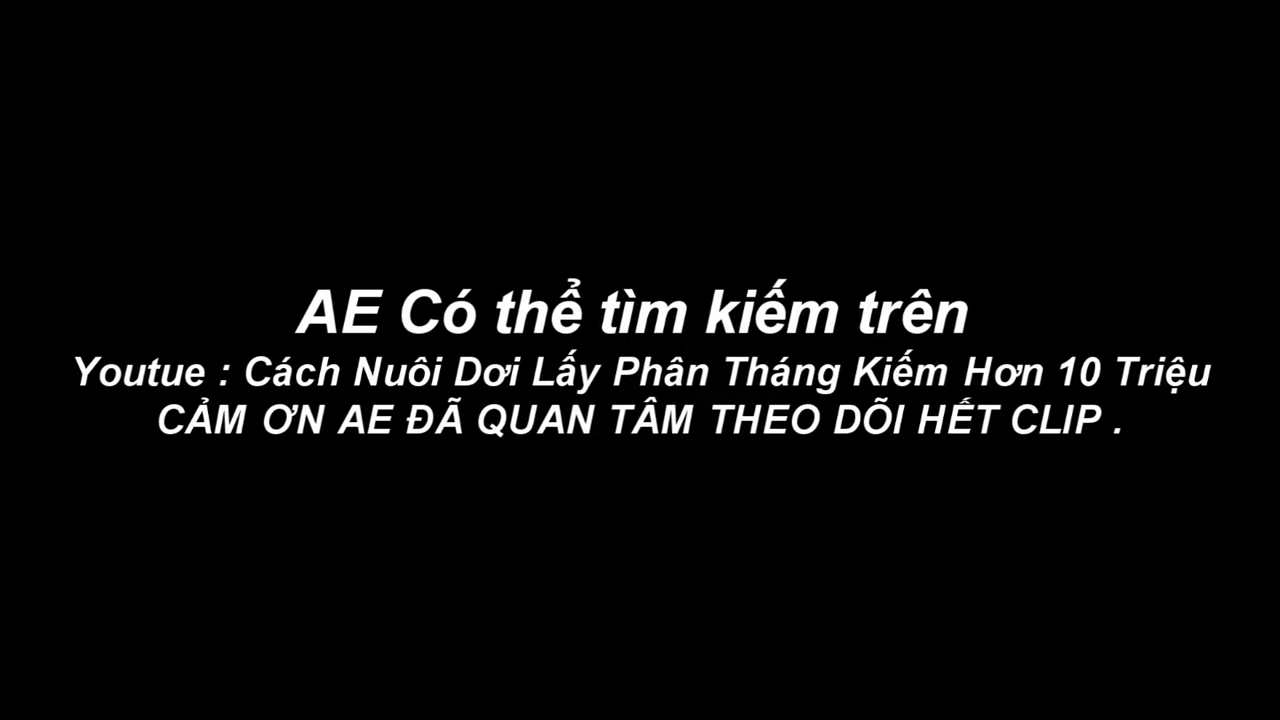 AE Có thể tìm kiếm trên
Youtue : Cách Nuôi Dơi Lấy Phân Tháng Kiếm Hơn 10 Triệu
CẢM ƠN AE ĐÃ QUAN TÂM THEO DÕI HẾT CLIP .